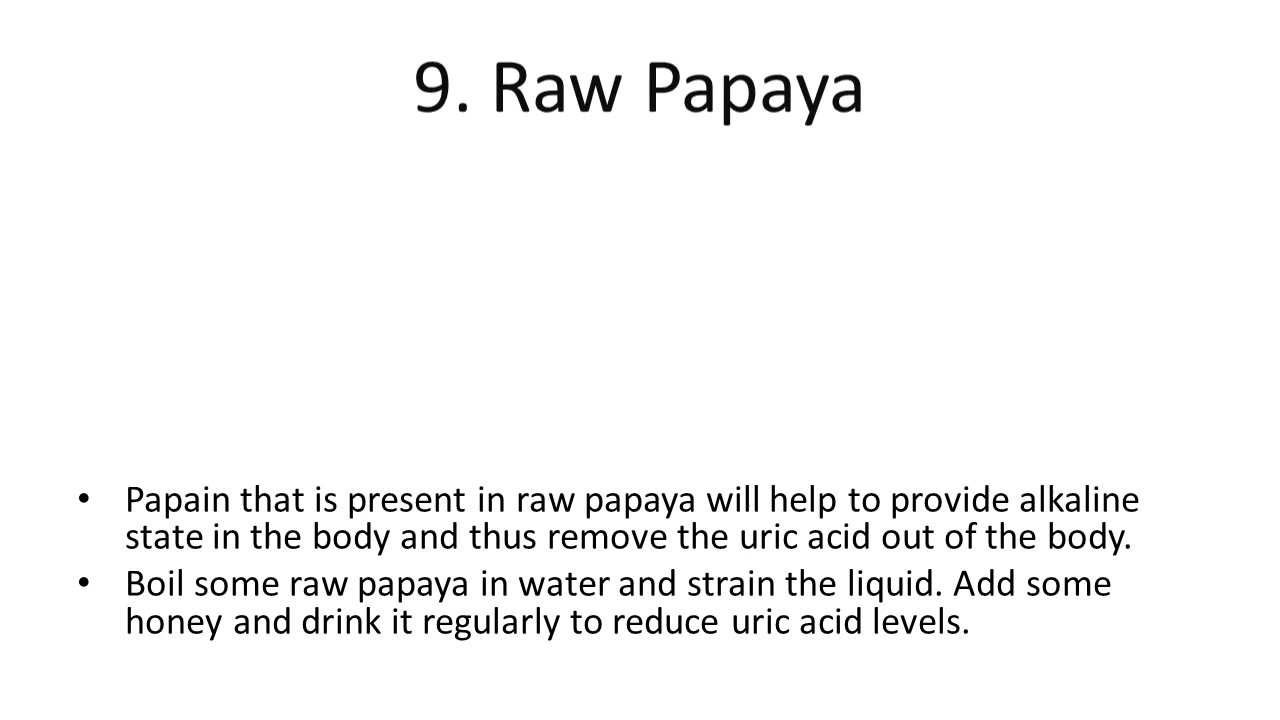 9. Raw Papaya
• Papain that is present in raw papaya will help to provide alkaline
state in the body and thus remove the uric acid out of the body.
• Boil some raw papaya in water and strain the liquid. Add some
honey and drink it regularly to reduce uric acid levels.